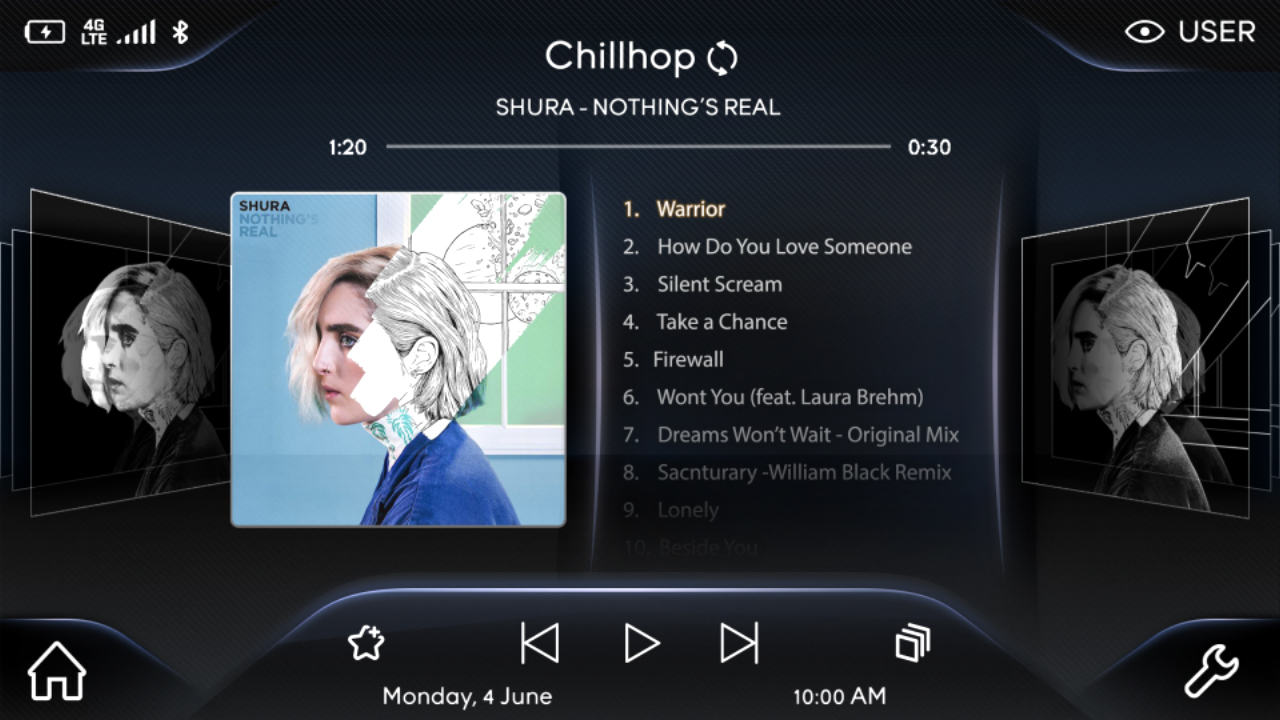 4G
LTE
USER
Chillhop
SHURA - NOTHING'S REAL
1:20
0:30
SHURA
NOTHING'S
REAL
1. Warrior
2. How Do You Love Someone
3. Silent Scream
4. Take a Chance
5. Firewall
6. Wont You (feat. Laura Brehm)
7. Dreams Won't Wait - Original Mix
8. Sacnturary -William Black Remix
9. Lonely
10. Beside You
Monday, 4 June
10:00 AM